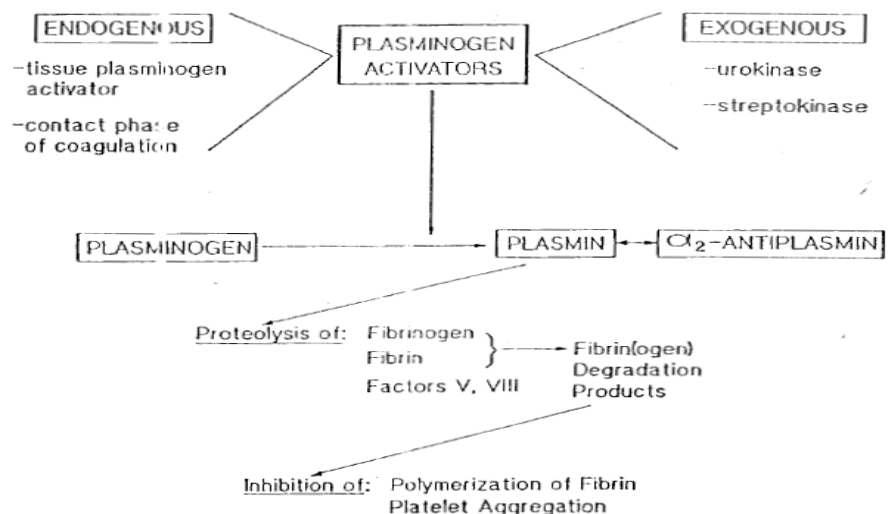 ENDOGENOUS
-tissue plasminogen
activator
-contact phase
of coagulation
PLASMINOGEN
ACTIVATORS
EXOGENOUS
-urokinase
-streptokinase
PLASMINOGEN
PLASMIN
α2-ANTIPLASMIN
Proteolysis of: Fibrinogen
Fibrin
Factors V, VIII
Fibrin(ogen)
Degradation
Products
Inhibition of: Polymerization of Fibrin
Platelet Aggregation